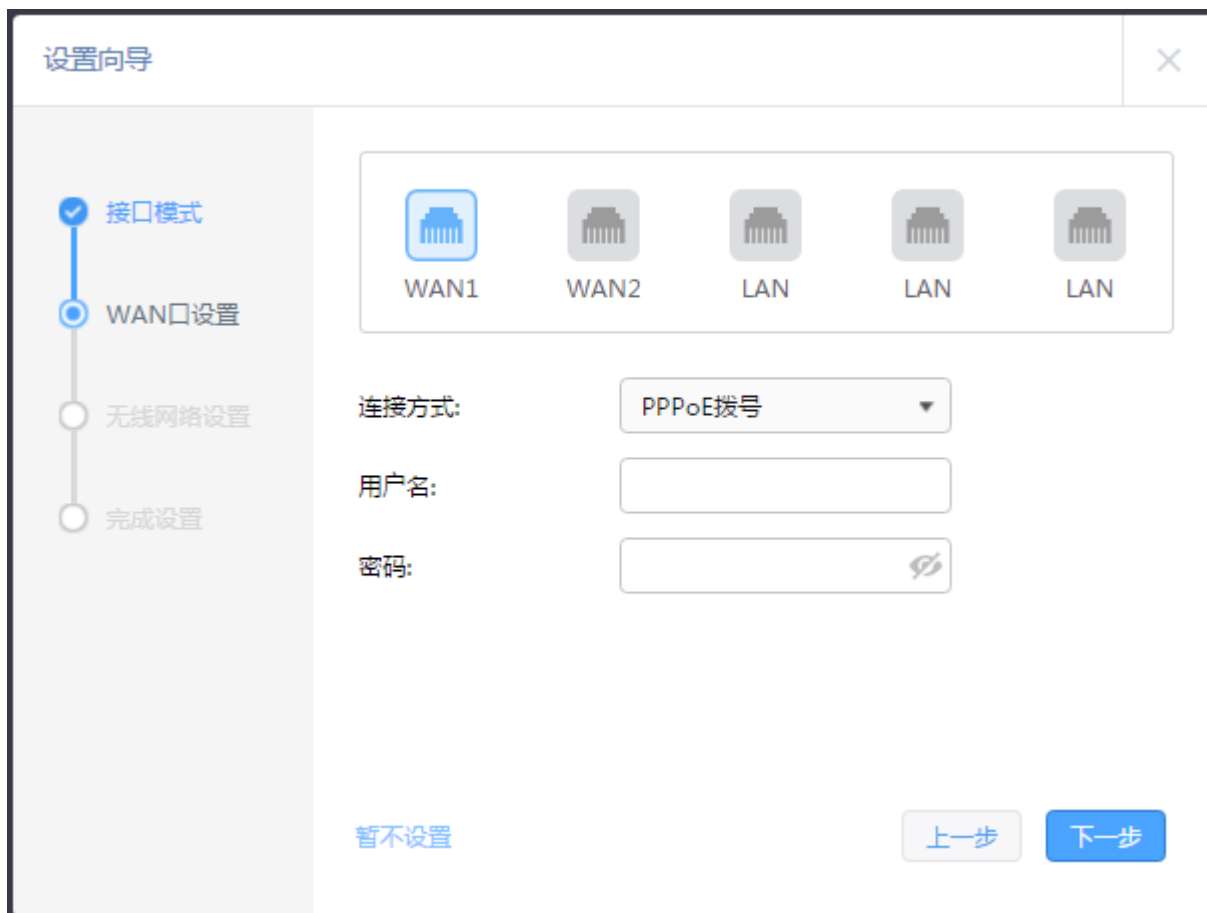 设置向导
接口模式
WAN口设置
无线网络设置
完成设置
WAN1 WAN2 LAN LAN LAN
连接方式: PPPoE拨号
用户名:
密码:
暂不设置 上一步 下一步